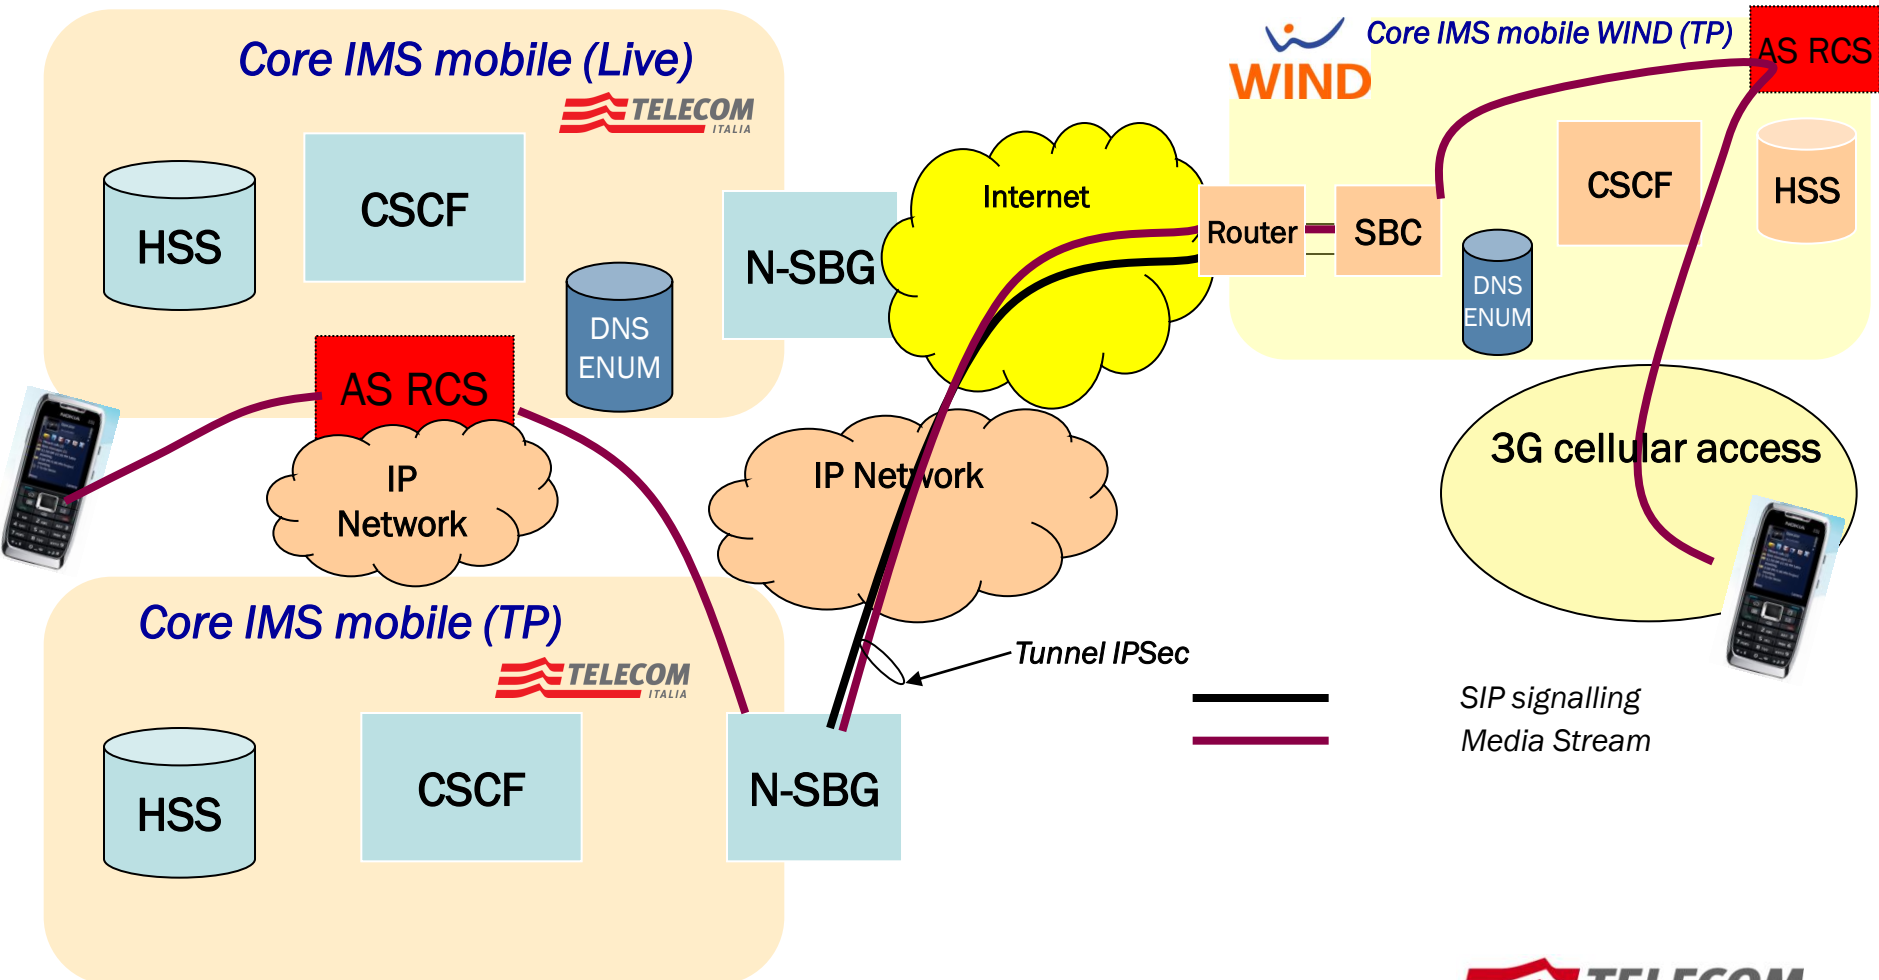 Core IMS mobile (Live)
TELECOM
ITALIA
HSS
CSCF
DNS
ENUM
N-SBG
AS RCS
IP
Network
Internet
IP Network
WIND
Core IMS mobile WIND (TP)
AS RCS
Router
SBC
CSCF
HSS
DNS
ENUM
3G cellular access
Core IMS mobile (TP)
TELECOM
ITALIA
HSS
CSCF
N-SBG
Tunnel IPSec
SIP signalling
Media Stream
TELECOM